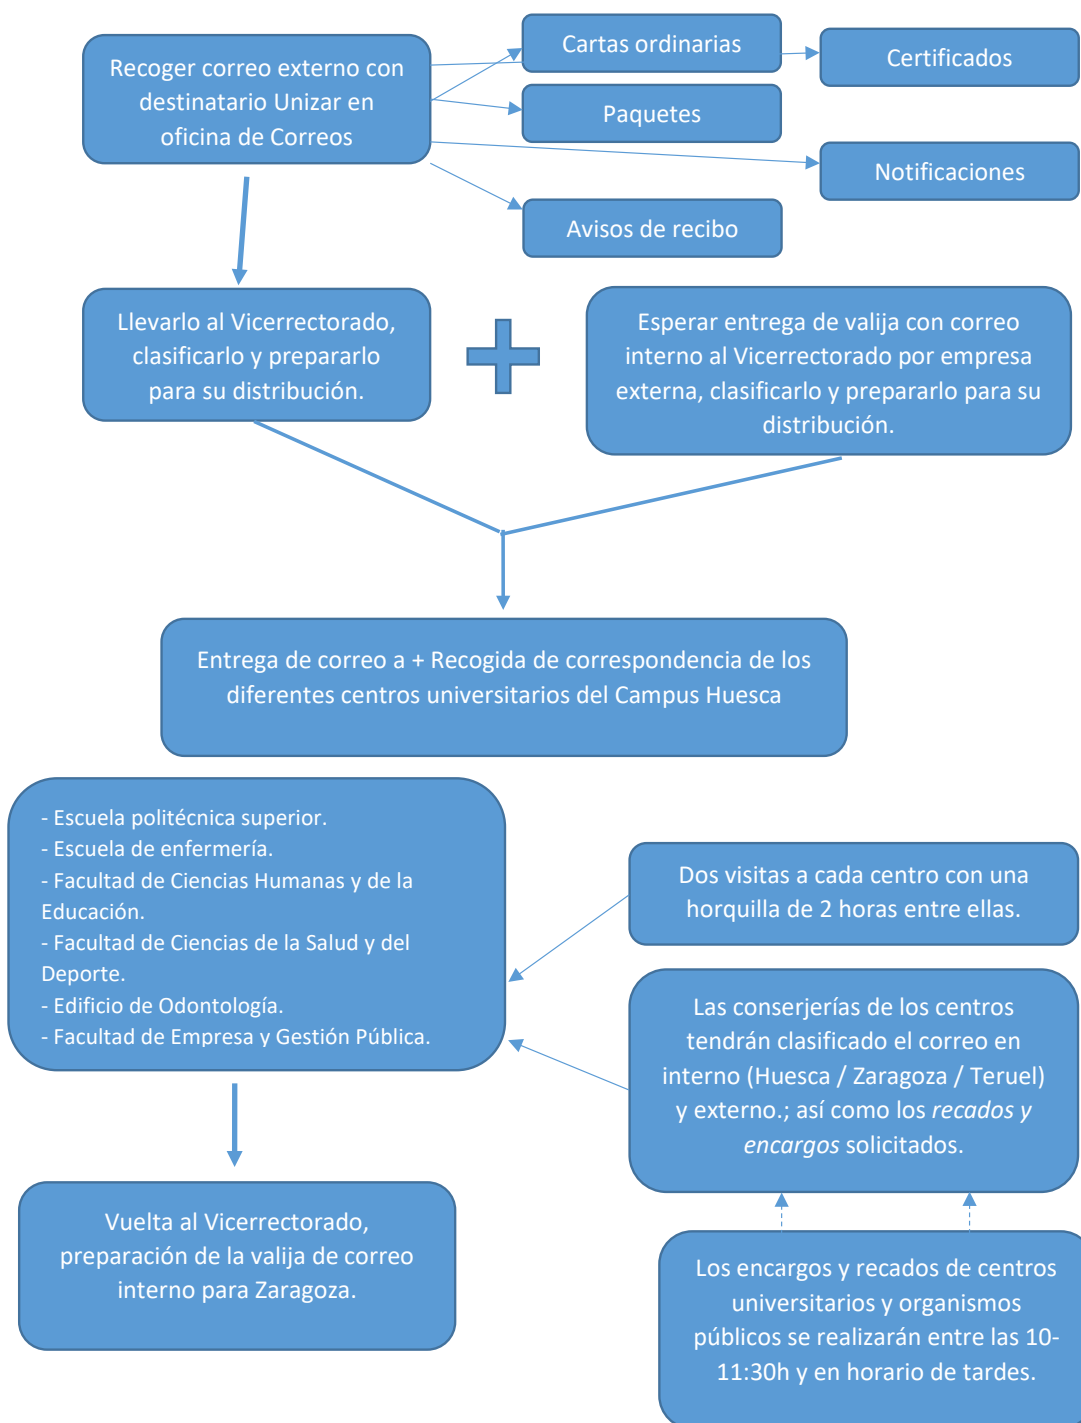 Recoger correo externo con
destinatario Unizar en
oficina de Correos
Cartas ordinarias
Certificados
Paquetes
Notificaciones
Avisos de recibo
Llevarlo al Vicerrectorado,
clasificarlo y prepararlo
para su distribución.
Esperar entrega de valija con correo
interno al Vicerrectorado por empresa
externa, clasificarlo y prepararlo para su
distribución.
Entrega de correo a + Recogida de correspondencia de los
diferentes centros universitarios del Campus Huesca
- Escuela politécnica superior.
- Escuela de enfermería.
- Facultad de Ciencias Humanas y de la
Educación.
- Facultad de Ciencias de la Salud y del
Deporte.
- Edificio de Odontología.
- Facultad de Empresa y Gestión Pública.
Dos visitas a cada centro con una
horquilla de 2 horas entre ellas.
Las conserjerías de los centros
tendrán clasificado el correo en
interno (Huesca / Zaragoza / Teruel)
y externo.; así como los recados y
encargos solicitados.
Vuelta al Vicerrectorado,
preparación de la valija de correo
interno para Zaragoza.
Los encargos y recados de centros
universitarios y organismos
públicos se realizarán entre las 10-
11:30h y en horario de tardes.